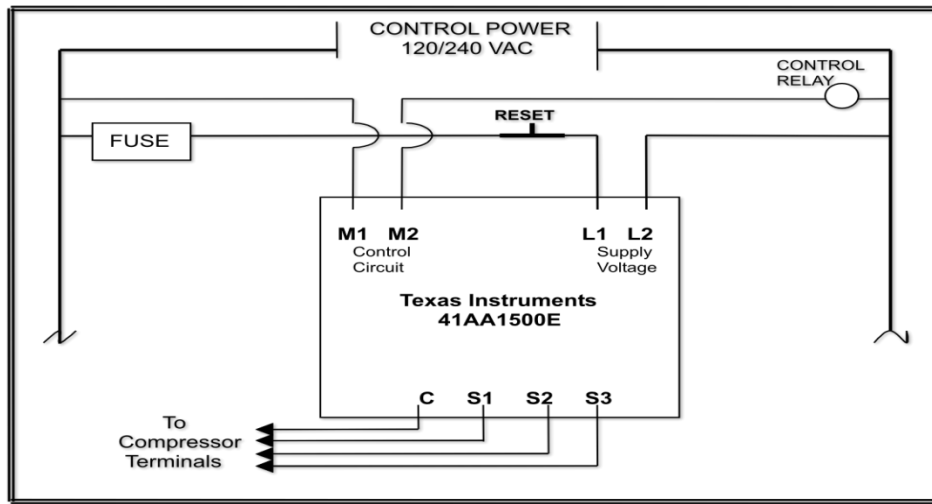 CONTROL POWER
120/240 VAC
CONTROL
RELAY
RESET
FUSE
M1 M2 L1 L2
Control
Circuit
Supply
Voltage
Texas Instruments
41AA1500E
C S1 S2 S3
To
Compressor
Terminals